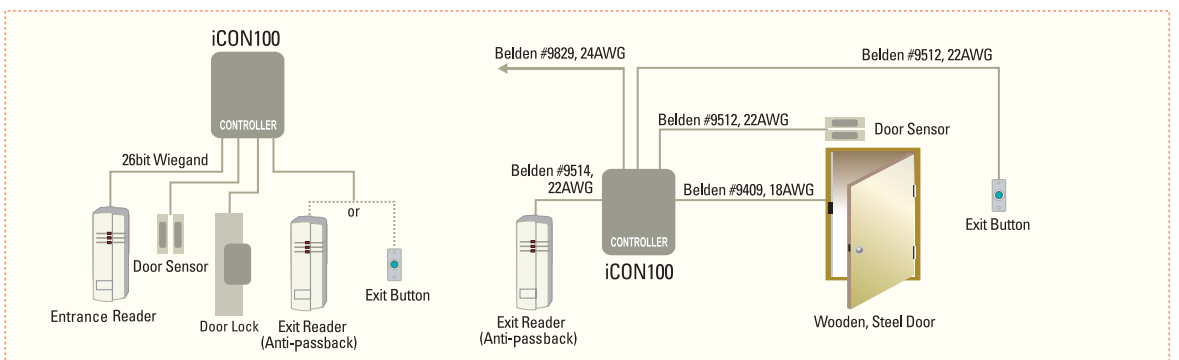 iCON100
CONTROLLER
26bit Wiegand
or
Entrance Reader
Door Sensor
Door Lock
Exit Reader
(Anti-passback)
Exit Button
Belden #9829, 24AWG
Belden #9512, 22AWG
Belden #9512, 22AWG
Door Sensor
Belden #9514,
22AWG
Belden #9409, 18AWG
CONTROLLER
iCON100
Exit Reader
(Anti-passback)
Wooden, Steel Door
Exit Button